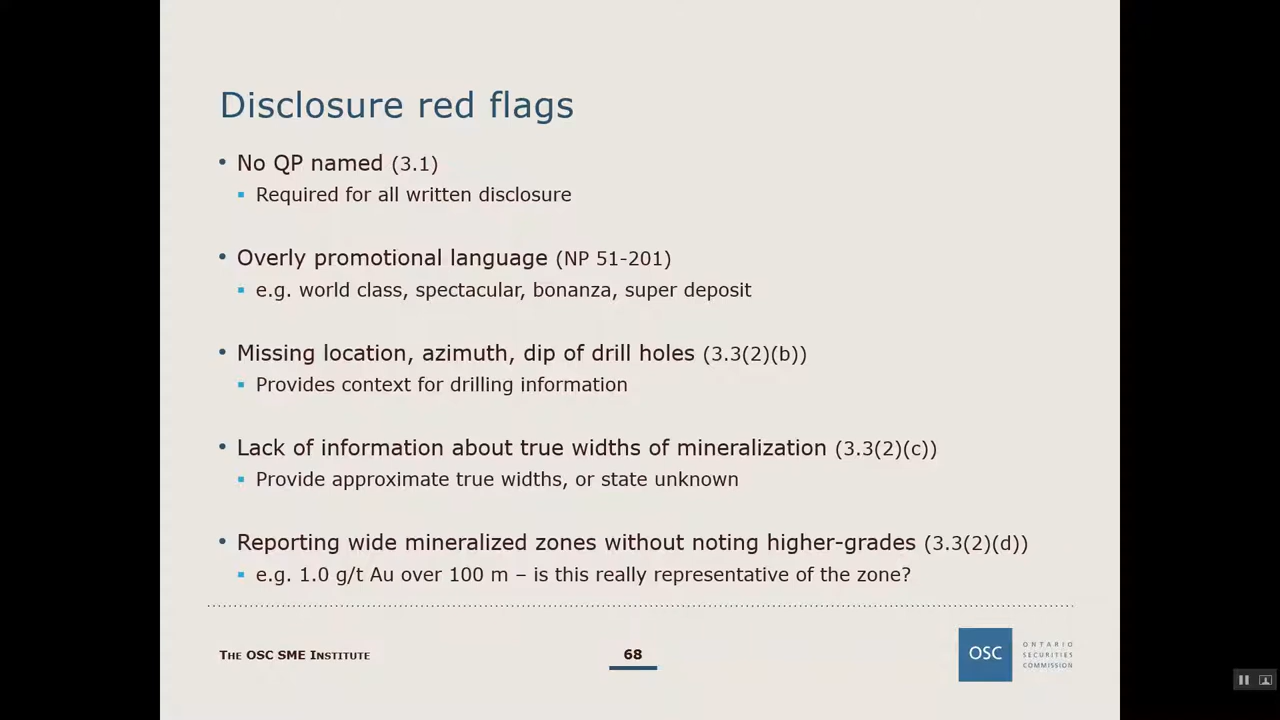 Disclosure red flags
• No QP named (3.1)
▪ Required for all written disclosure
• Overly promotional language (NP 51-201)
▪ e.g. world class, spectacular, bonanza, super deposit
• Missing location, azimuth, dip of drill holes (3.3(2)(b))
▪ Provides context for drilling information
• Lack of information about true widths of mineralization (3.3(2)(c))
▪ Provide approximate true widths, or state unknown
• Reporting wide mineralized zones without noting higher-grades (3.3(2)(d))
▪ e.g. 1.0 g/t Au over 100 m – is this really representative of the zone?
THE OSC SME INSTITUTE
68
OSC
ONTARIO
SECURITIES
COMMISSION